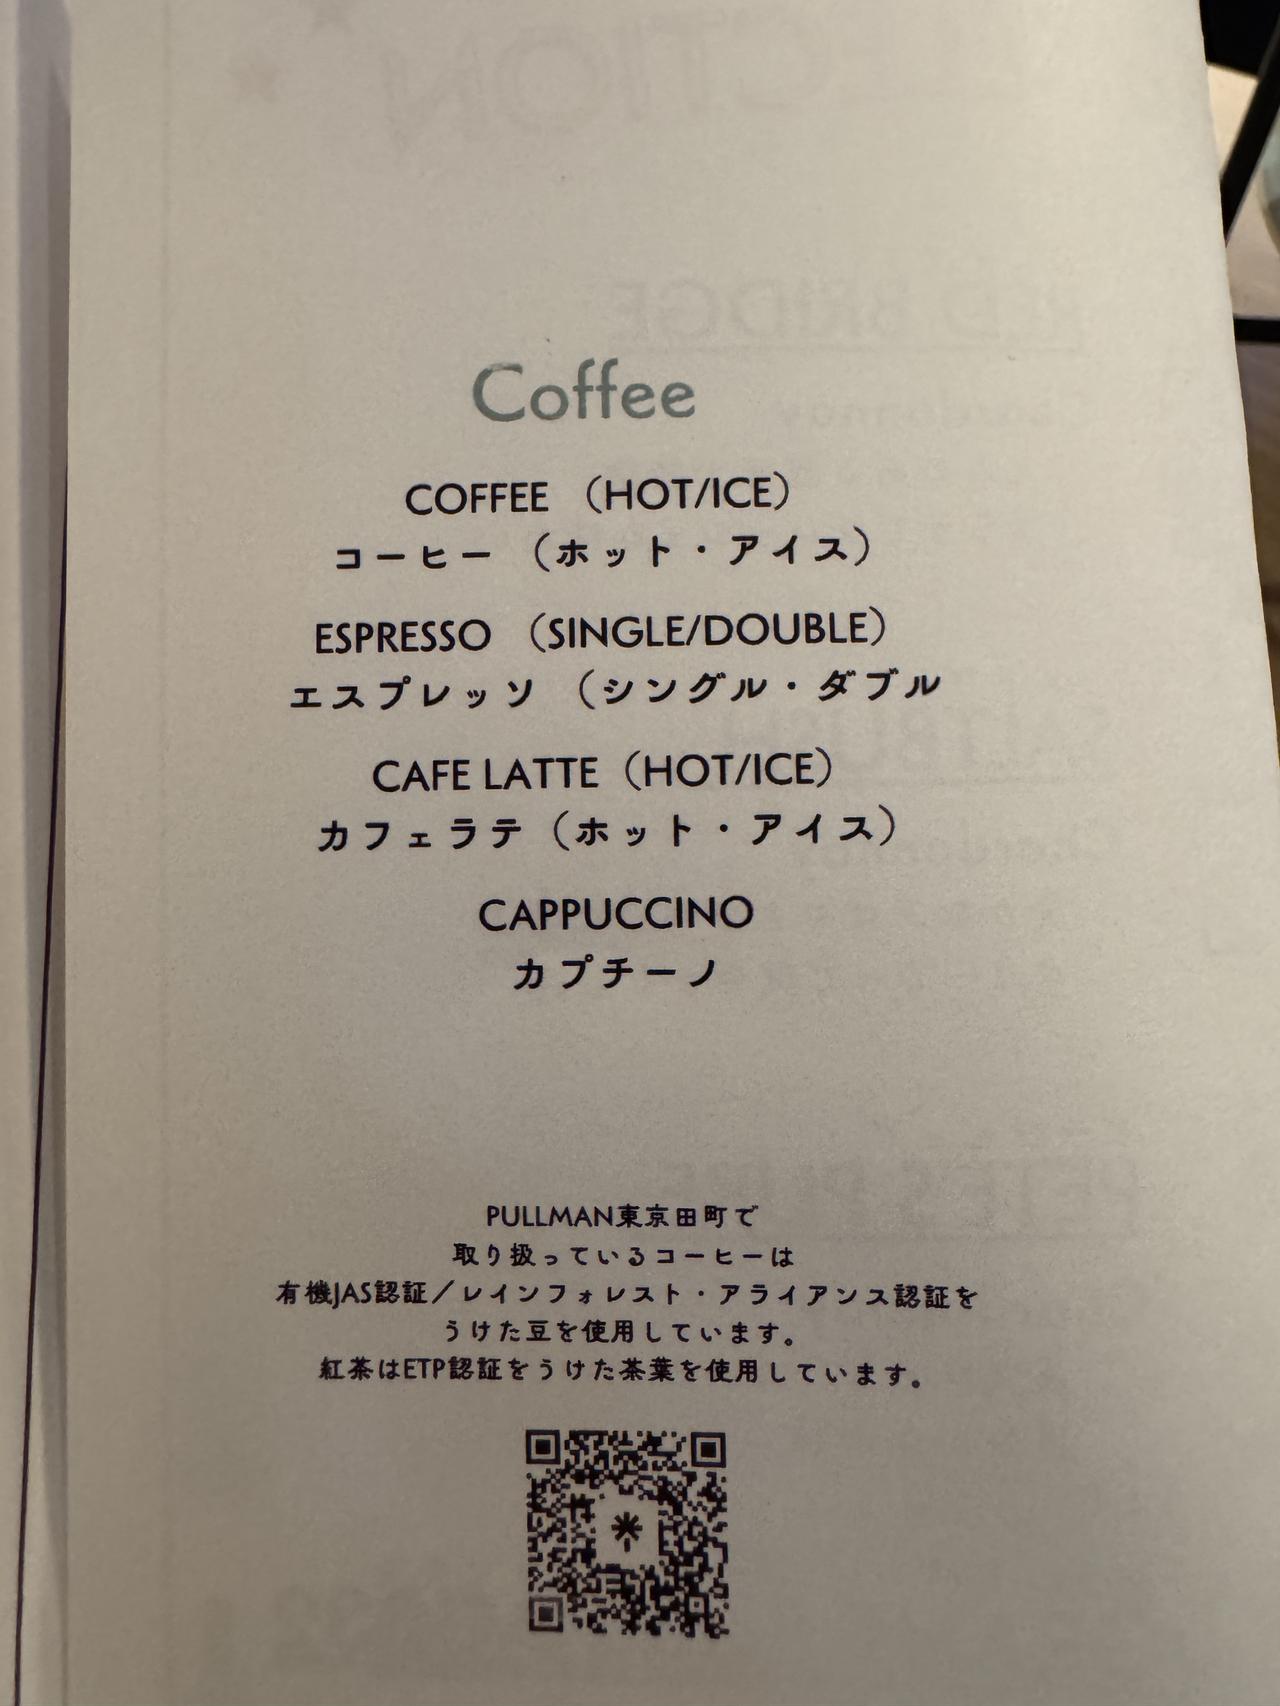 Coffee
COFFEE （HOT/ICE）
コーヒー （ホット・アイス）
ESPRESSO （SINGLE/DOUBLE）
エスプレッソ （シングル・ダブル
CAFE LATTE（HOT/ICE）
カフェラテ（ホット・アイス）
CAPPUCCINO
カプチーノ
PULLMAN東京田町で
取り扱っているコーヒーは
有機JAS認証／レインフォレスト・アライアンス認証を
うけた豆を使用しています。
紅茶はETP認証をうけた茶葉を使用しています。